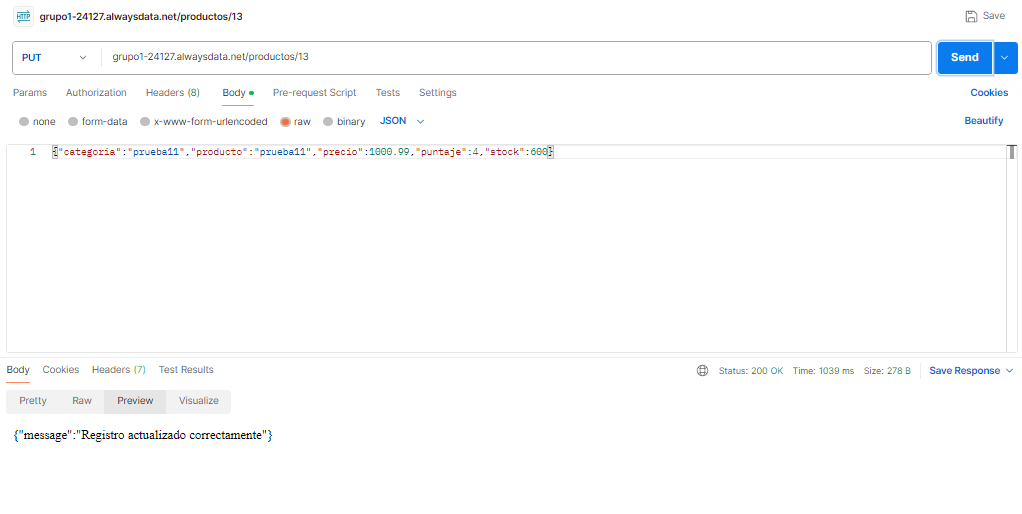 HTTP grupo1-24127.alwaysdata.net/productos/13 Save
PUT grupo1-24127.alwaysdata.net/productos/13 Send
Params Authorization Headers (8) Body Pre-request Script Tests Settings Cookies
none form-data x-www-form-urlencoded raw binary JSON Beautify
1 {"categoria":"prueba11","producto":"prueba11","precio":1000.99,"puntaje":4,"stock":600}
Body Cookies Headers (7) Test Results Status: 200 OK Time: 1039 ms Size: 278 B Save Response
Pretty Raw Preview Visualize
{"message":"Registro actualizado correctamente"}